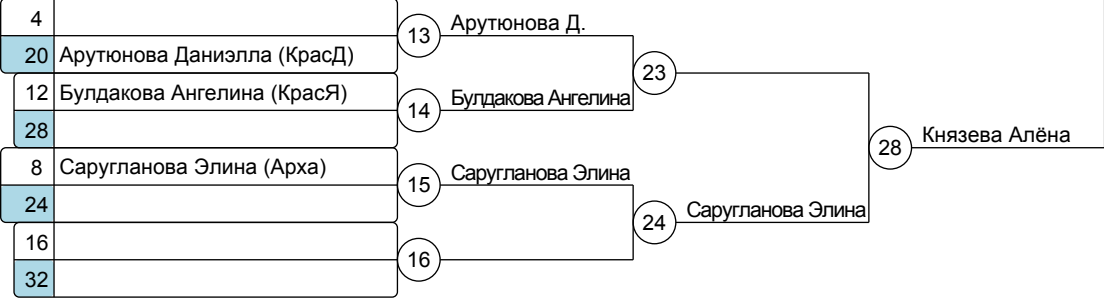 4
13
Арутюнова Д.
20 Арутюнова Даниэлла (КрасД)
23
12 Булдакова Ангелина (КрасЯ)
14
Булдакова Ангелина
28
28
Князева Алёна
8 Саругланова Элина (Арха)
15
Саругланова Элина
24
24
Саругланова Элина
16
16
32